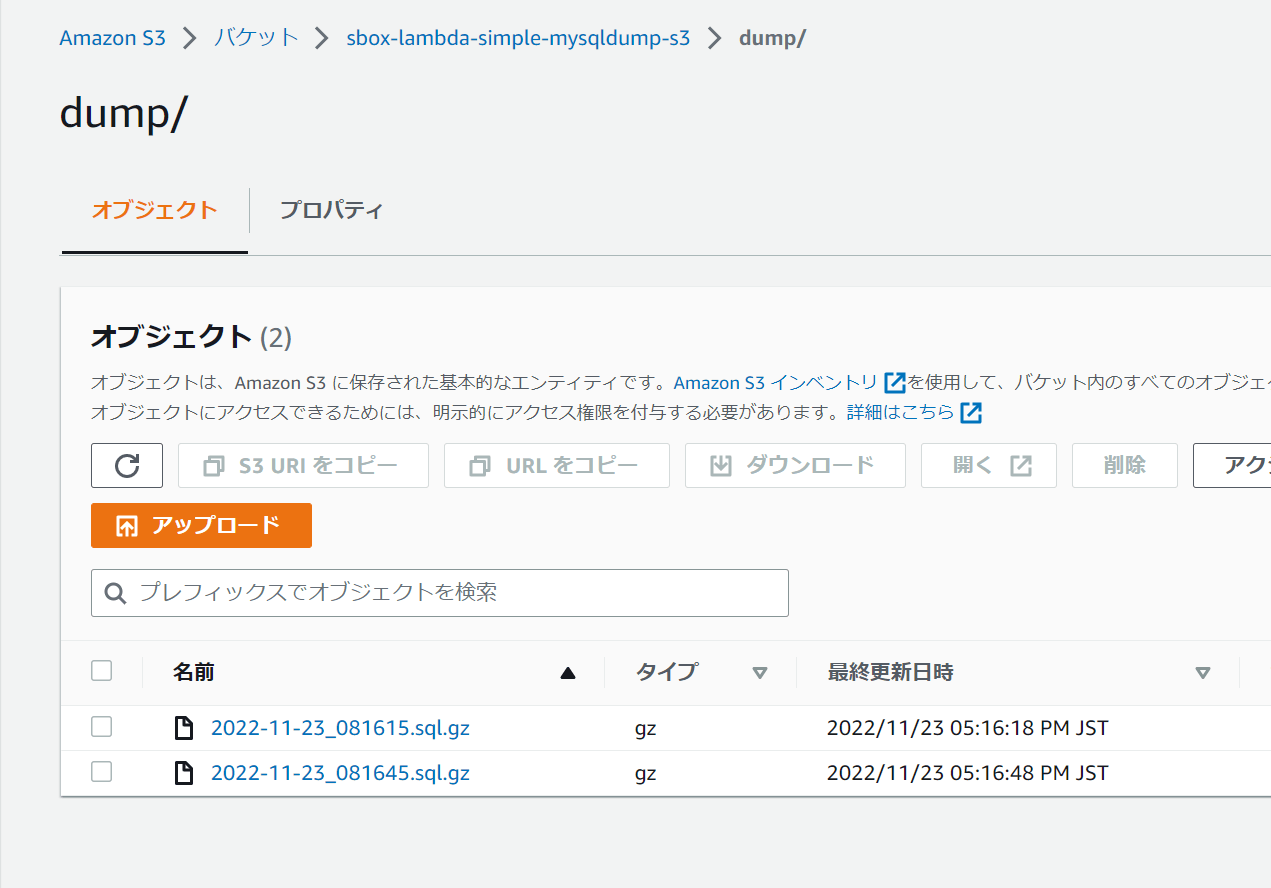 Amazon S3 > バケット > sbox-lambda-simple-mysqldump-s3 > dump/
dump/
オブジェクト プロパティ
オブジェクト (2)
オブジェクトは、Amazon S3 に保存された基本的なエンティティです。Amazon S3 インベントリ を使用して、バケット内のすべてのオブジェ
オブジェクトにアクセスできるためには、明示的にアクセス権限を付与する必要があります。詳細はこちら
S3 URI をコピー URL をコピー ダウンロード 開く 削除 アク
アップロード
プレフィックスでオブジェクトを検索
名前 タイプ 最終更新日時
2022-11-23_081615.sql.gz gz 2022/11/23 05:16:18 PM JST
2022-11-23_081645.sql.gz gz 2022/11/23 05:16:48 PM JST